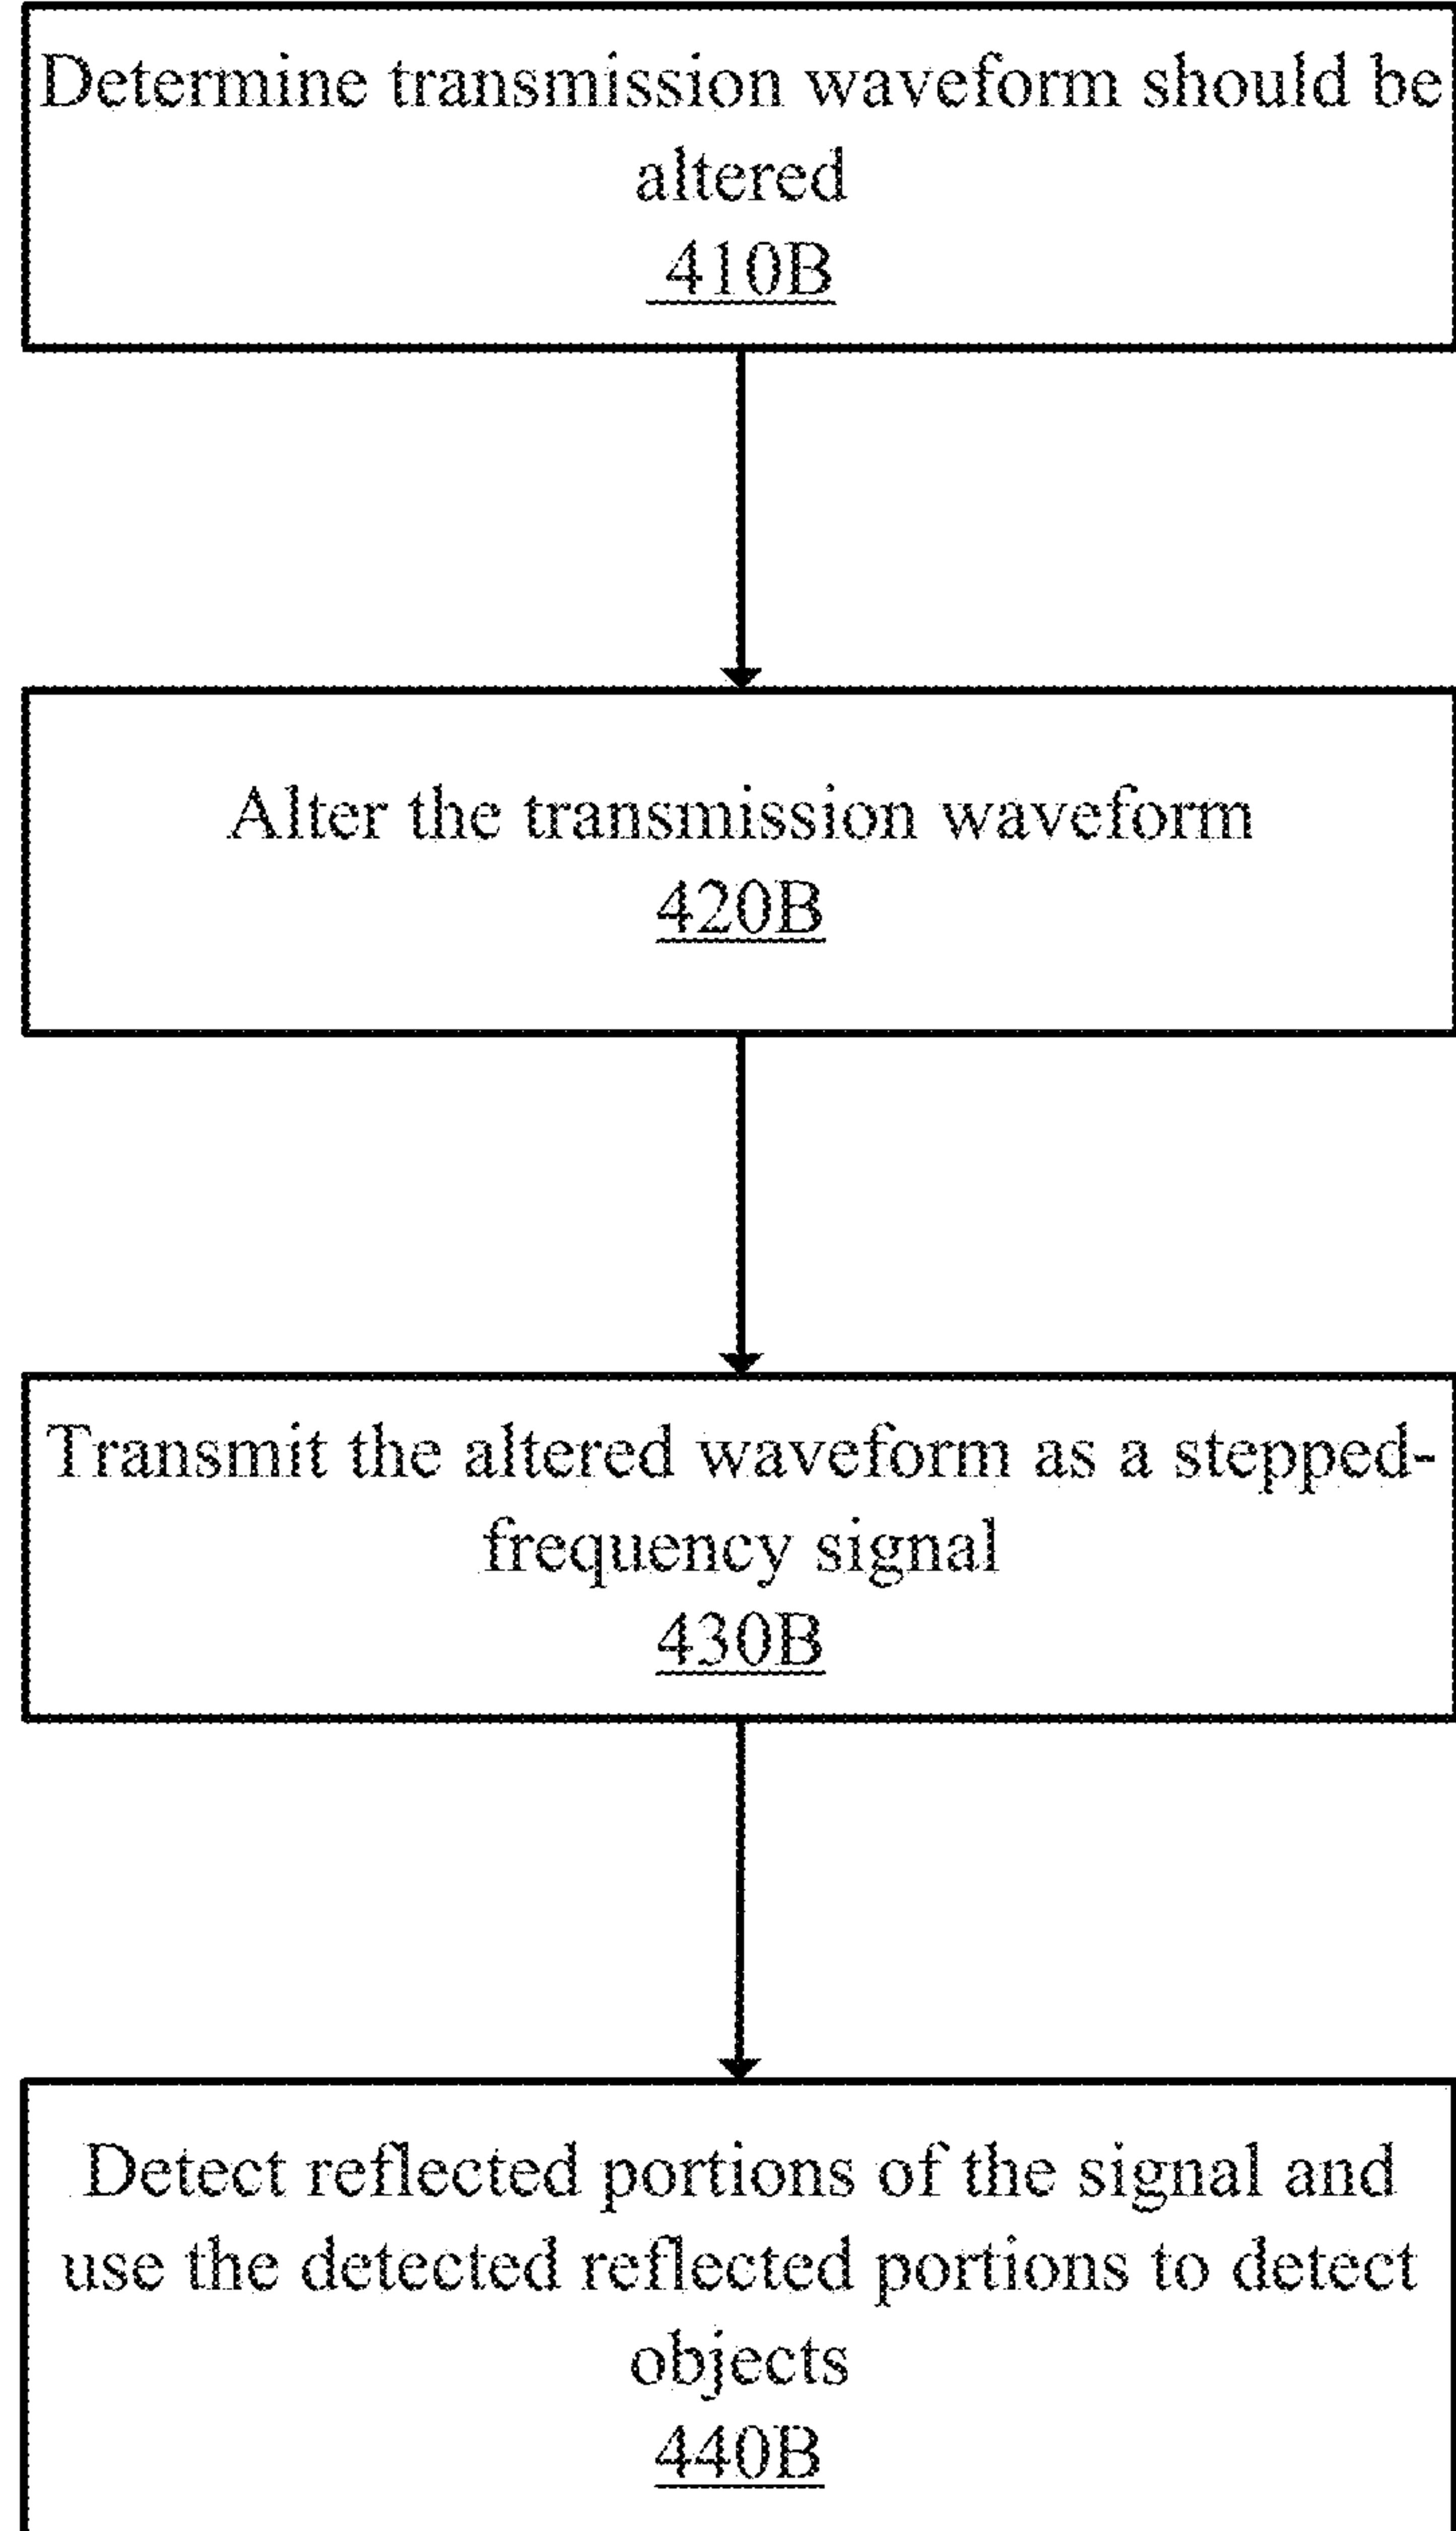 Determine transmission waveform should be
altered
410B
Alter the transmission waveform
420B
Transmit the altered waveform as a stepped-
frequency signal
430B
Detect reflected portions of the signal and
use the detected reflected portions to detect
objects
440B